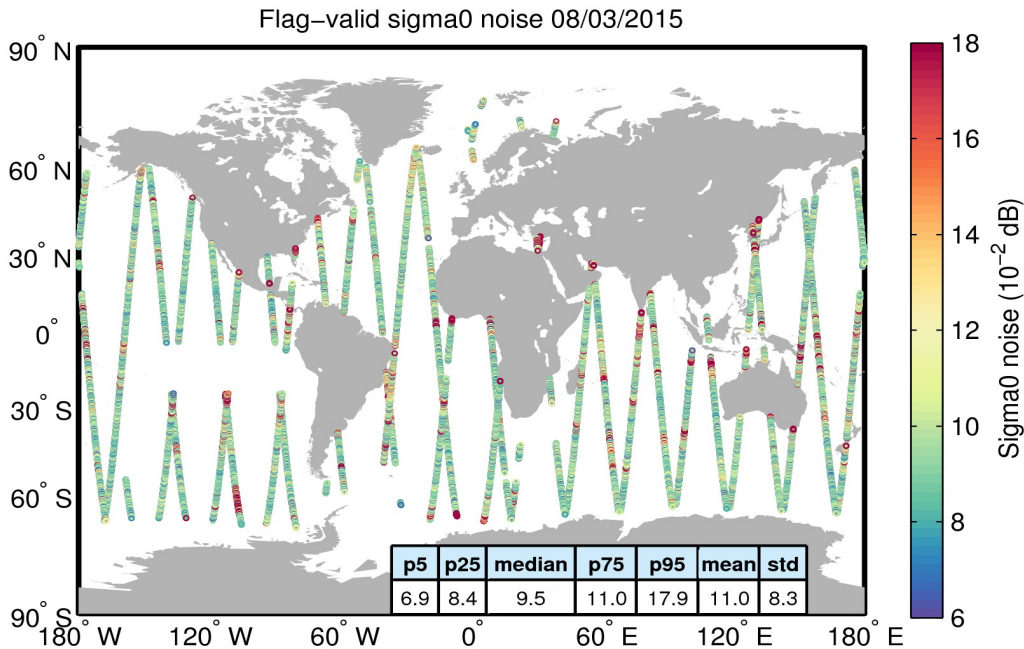 Flag−valid sigma0 noise 08/03/2015
90° N
60° N
30° N
0°
30° S
60° S
90° S
180° W
120° W
60° W
0°
60° E
120° E
180° E
p5 p25 median p75 p95 mean std
6.9 8.4 9.5 11.0 17.9 11.0 8.3
18
16
14
12
10
8
6
Sigma0 noise (10⁻² dB)